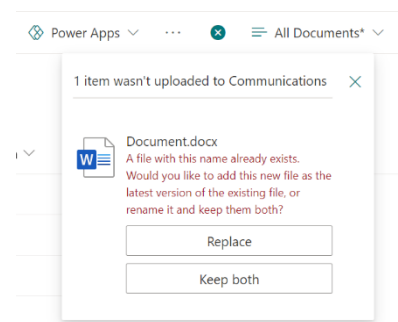 Power Apps ··· All Documents*
1 item wasn't uploaded to Communications
Document.docx
A file with this name already exists.
Would you like to add this new file as the
latest version of the existing file, or
rename it and keep them both?
Replace
Keep both